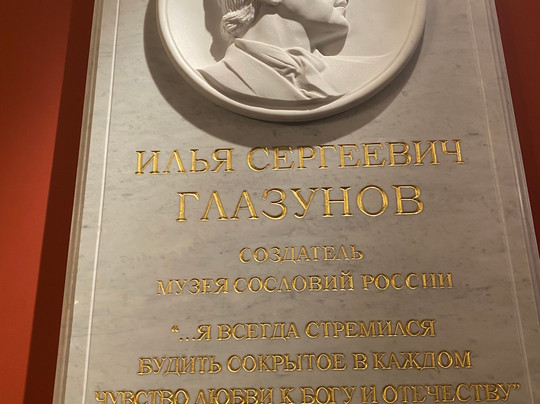 ИЛЬЯ СЕРГЕЕВИЧ
ГЛАЗУНОВ
СОЗДАТЕЛЬ
МУЗЕЯ СОСЛОВИЙ РОССИИ
“...Я ВСЕГДА СТРЕМИЛСЯ
БУДИТЬ СОКРЫТОЕ В КАЖДОМ
ЧУВСТВО ЛЮБВИ К БОГУ И ОТЕЧЕСТВУ”